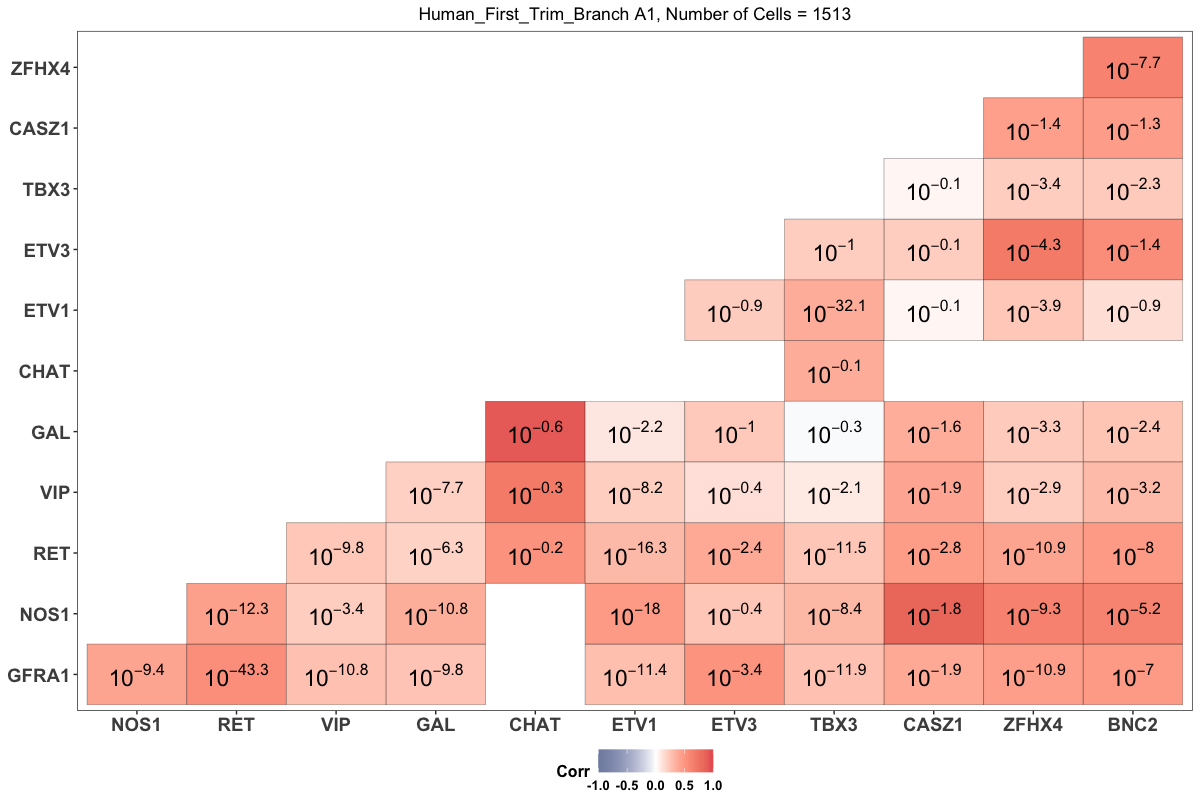 Human_First_Trim_Branch A1, Number of Cells = 1513
ZFHX4 10^−7.7
CASZ1 10^−1.4 10^−1.3
TBX3 10^−0.1 10^−3.4 10^−2.3
ETV3 10^−1 10^−0.1 10^−4.3 10^−1.4
ETV1 10^−0.9 10^−32.1 10^−0.1 10^−3.9 10^−0.9
CHAT 10^−0.1
GAL 10^−0.6 10^−2.2 10^−1 10^−0.3 10^−1.6 10^−3.3 10^−2.4
VIP 10^−7.7 10^−0.3 10^−8.2 10^−0.4 10^−2.1 10^−1.9 10^−2.9 10^−3.2
RET 10^−9.8 10^−6.3 10^−0.2 10^−16.3 10^−2.4 10^−11.5 10^−2.8 10^−10.9 10^−8
NOS1 10^−12.3 10^−3.4 10^−10.8 10^−18 10^−0.4 10^−8.4 10^−1.8 10^−9.3 10^−5.2
GFRA1 10^−9.4 10^−43.3 10^−10.8 10^−9.8 10^−11.4 10^−3.4 10^−11.9 10^−1.9 10^−10.9 10^−7
NOS1 RET VIP GAL CHAT ETV1 ETV3 TBX3 CASZ1 ZFHX4 BNC2
Corr
-1.0 -0.5 0.0 0.5 1.0